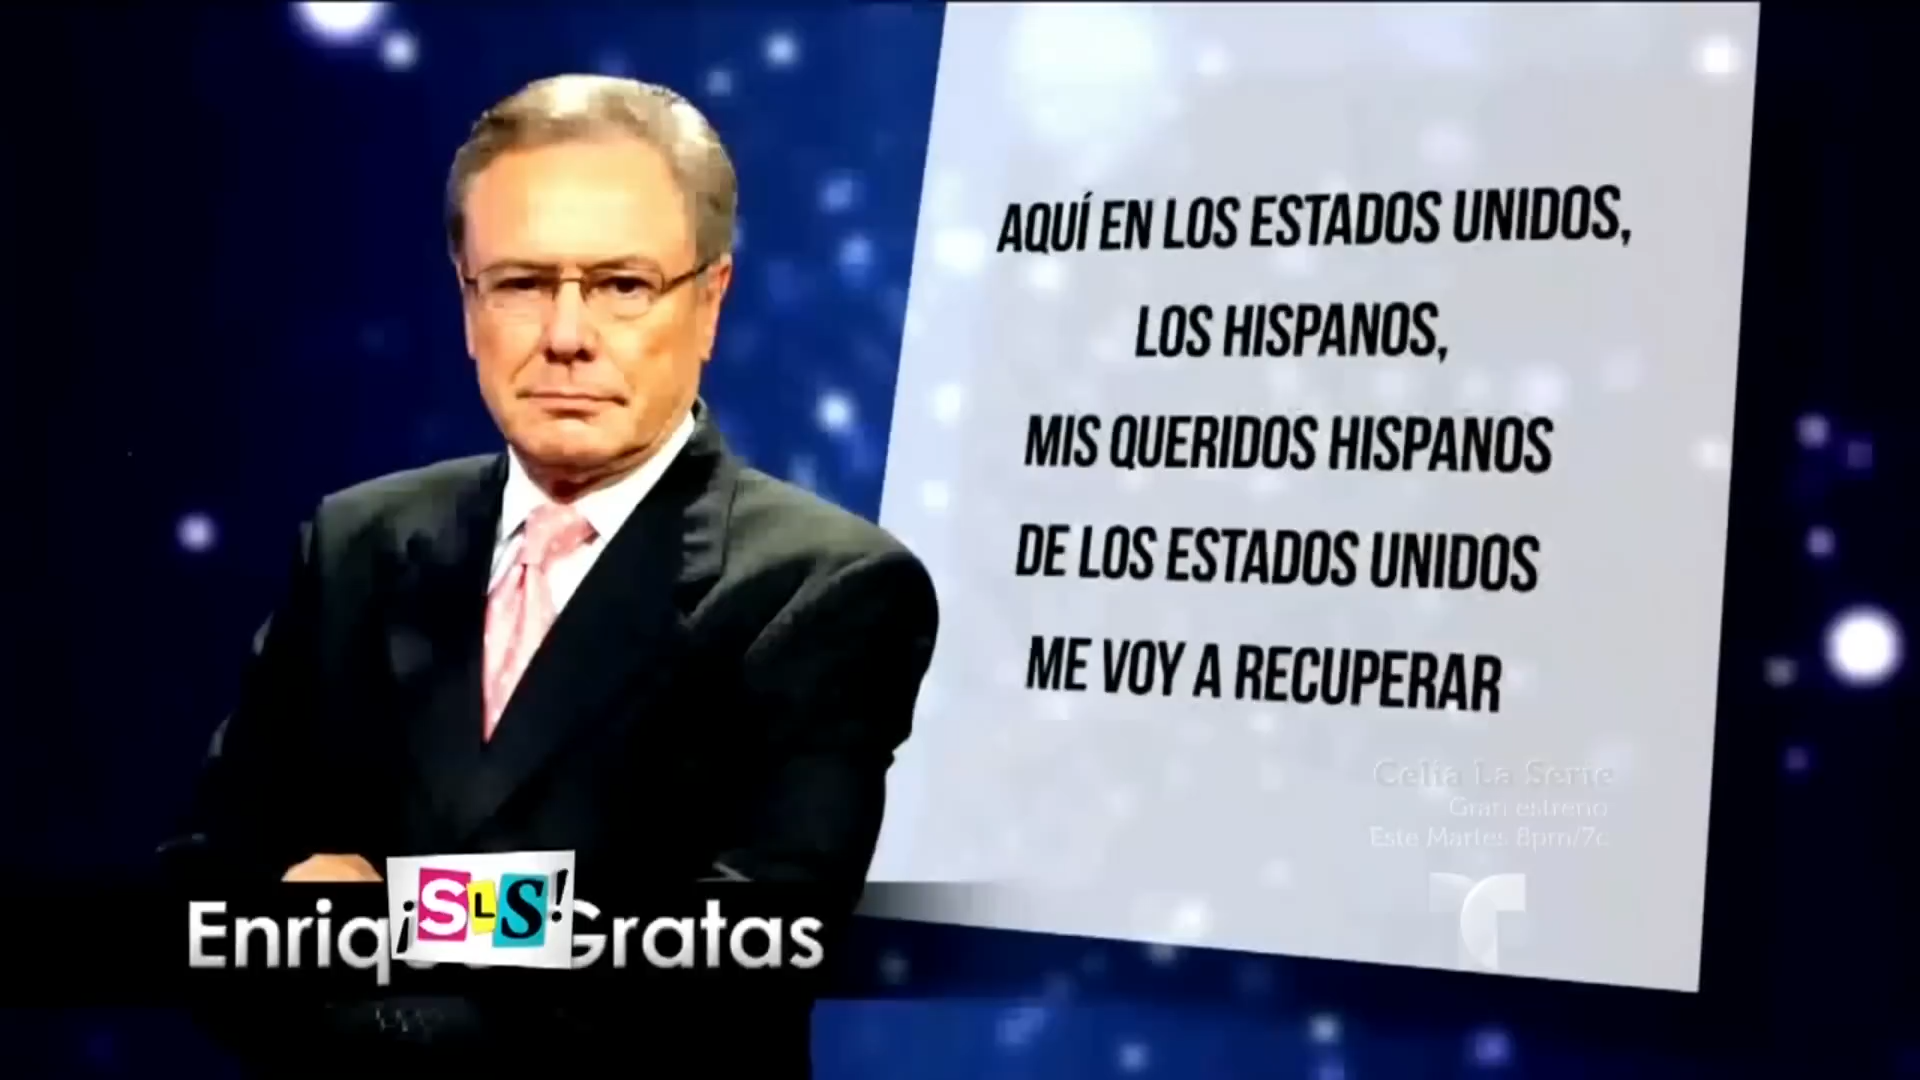 AQUÍ EN LOS ESTADOS UNIDOS,
LOS HISPANOS,
MIS QUERIDOS HISPANOS
DE LOS ESTADOS UNIDOS
ME VOY A RECUPERAR
Celia La Serie
Gran estreno
Este Martes 8pm/7c
T
¡SLS!
Gratas